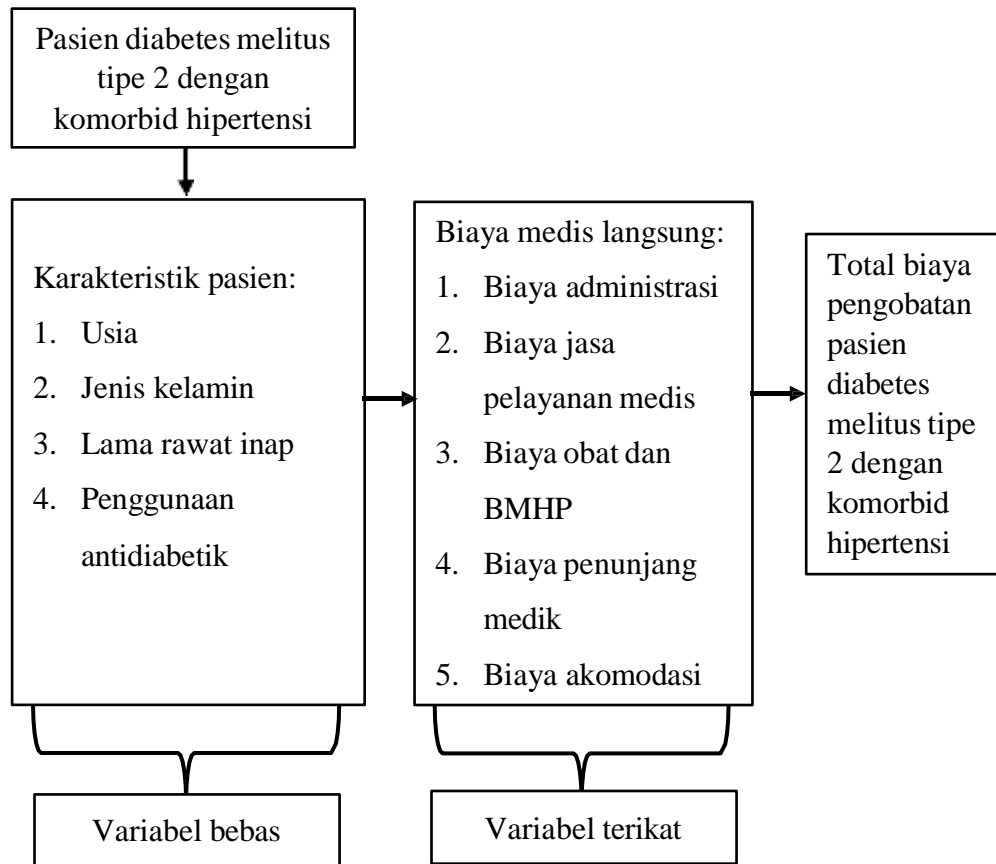 Pasien diabetes melitus
tipe 2 dengan
komorbid hipertensi
Karakteristik pasien:
1. Usia
2. Jenis kelamin
3. Lama rawat inap
4. Penggunaan
antidiabetik
Biaya medis langsung:
1. Biaya administrasi
2. Biaya jasa
pelayanan medis
3. Biaya obat dan
BMHP
4. Biaya penunjang
medik
5. Biaya akomodasi
Total biaya
pengobatan
pasien
diabetes
melitus tipe
2 dengan
komorbid
hipertensi
Variabel bebas
Variabel terikat